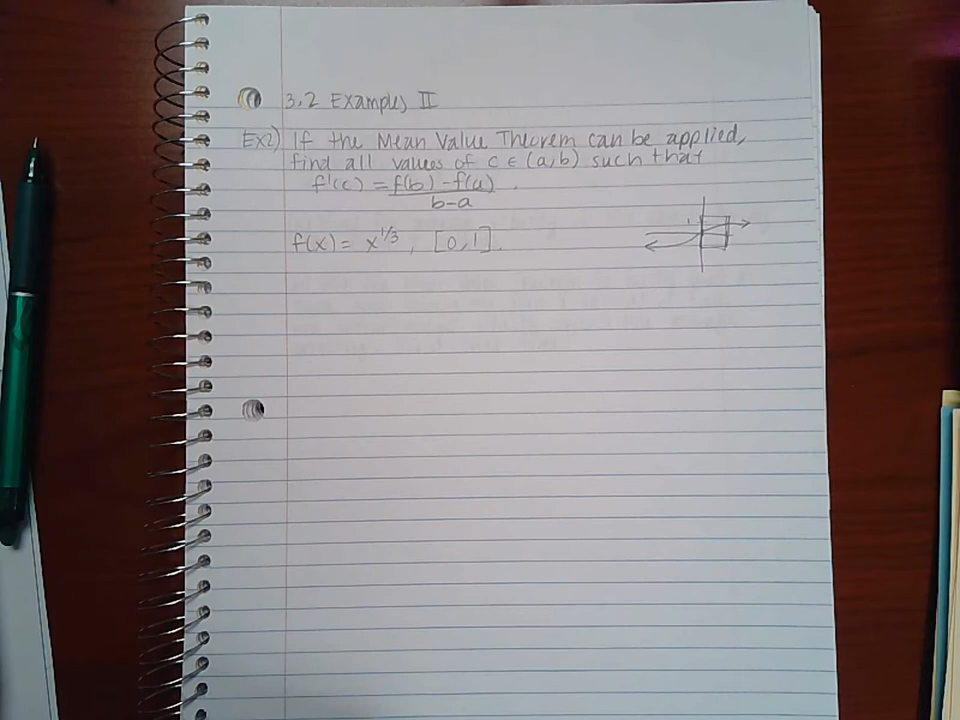 3.2 Examples II
Ex2) If the Mean Value Theorem can be applied,
find all values of c ∈ (a,b) such that
f'(c) = f(b) - f(a) .
b-a
f(x) = x^1/3 , [0,1].